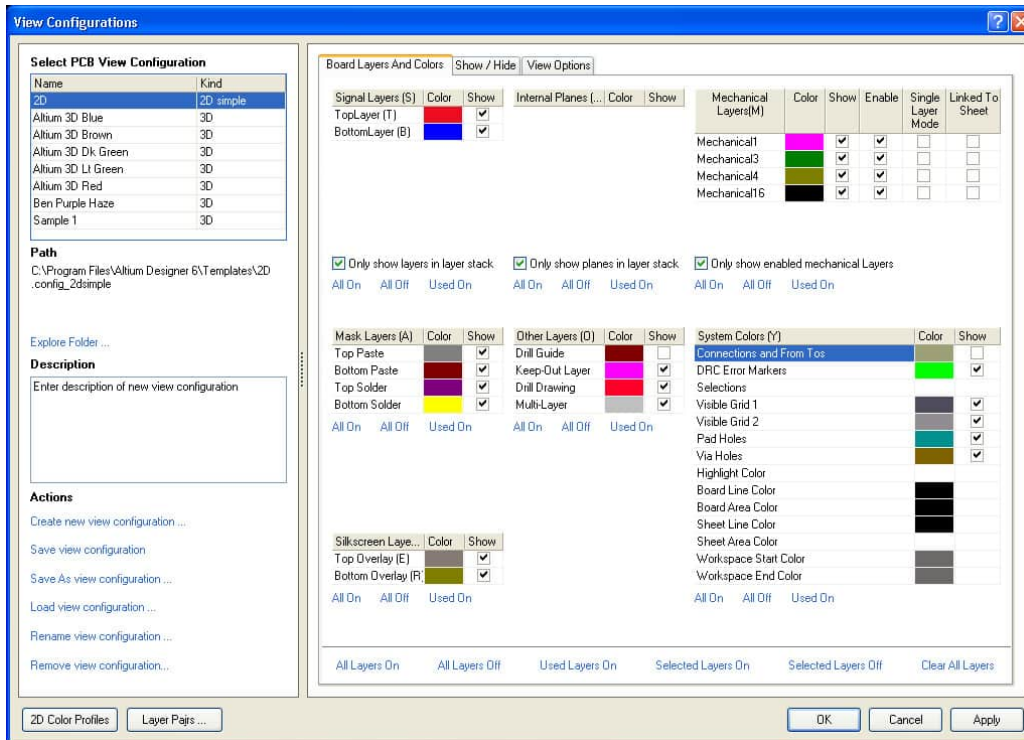 View Configurations
Select PCB View Configuration
Name Kind
2D 2D simple
Altium 3D Blue 3D
Altium 3D Brown 3D
Altium 3D Dk Green 3D
Altium 3D Lt Green 3D
Altium 3D Red 3D
Ben Purple Haze 3D
Sample 1 3D
Path
C:\Program Files\Altium Designer 6\Templates\2D
.config_2dsimple
Explore Folder ...
Description
Enter description of new view configuration
Actions
Create new view configuration ...
Save view configuration
Save As view configuration ...
Load view configuration ...
Rename view configuration ...
Remove view configuration...
Board Layers And Colors Show / Hide View Options
Signal Layers (S) Color Show
TopLayer (T)
BottomLayer (B)
Only show layers in layer stack
All On All Off Used On
Internal Planes (... Color Show
Only show planes in layer stack
All On All Off Used On
Mechanical Layers(M) Color Show Enable Single Layer Mode Linked To Sheet
Mechanical1
Mechanical3
Mechanical4
Mechanical16
Only show enabled mechanical Layers
All On All Off Used On
Mask Layers (A) Color Show
Top Paste
Bottom Paste
Top Solder
Bottom Solder
All On All Off Used On
Other Layers (O) Color Show
Drill Guide
Keep-Out Layer
Drill Drawing
Multi-Layer
All On All Off Used On
System Colors (Y) Color Show
Connections and From Tos
DRC Error Markers
Selections
Visible Grid 1
Visible Grid 2
Pad Holes
Via Holes
Highlight Color
Board Line Color
Board Area Color
Sheet Line Color
Sheet Area Color
Workspace Start Color
Workspace End Color
All On All Off Used On
Silkscreen Laye... Color Show
Top Overlay (E)
Bottom Overlay (R)
All On All Off Used On
All Layers On All Layers Off Used Layers On Selected Layers On Selected Layers Off Clear All Layers
2D Color Profiles Layer Pairs ... OK Cancel Apply